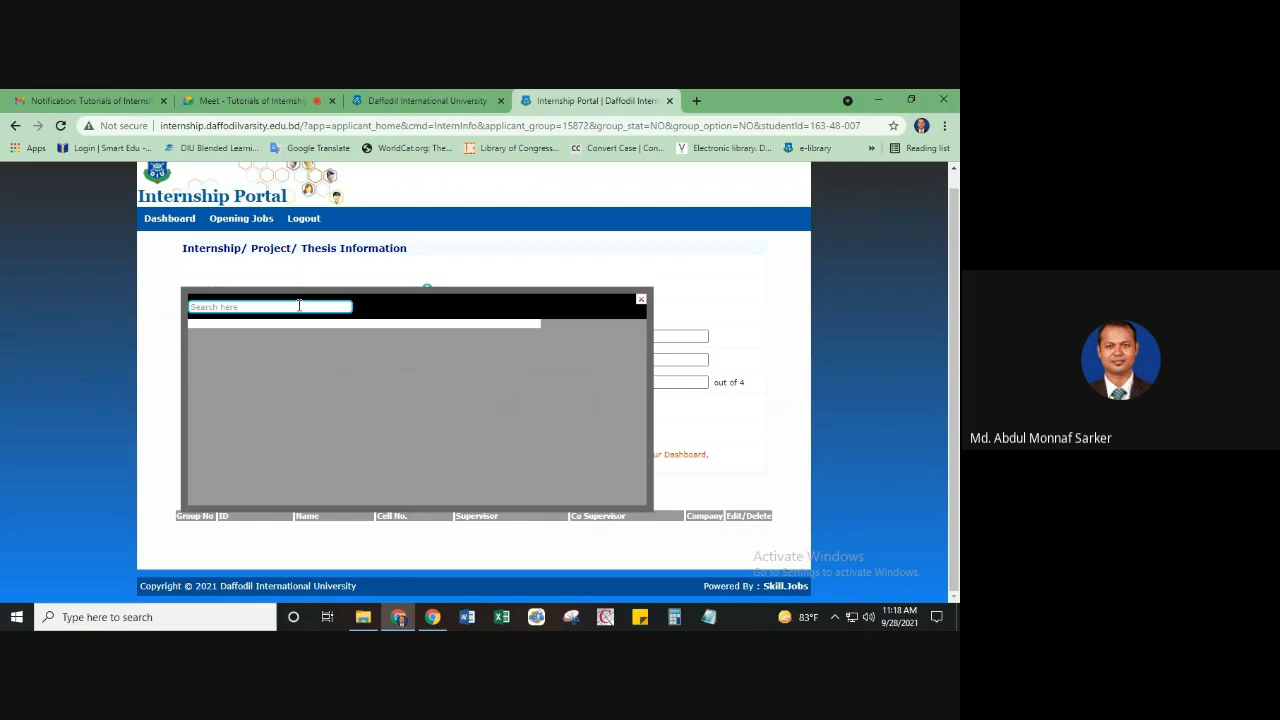 Notification: Tutorials of Internsh
Meet - Tutorials of Internshi
Daffodil International University
Internship Portal | Daffodil Intern
Not secure
internship.daffodilvarsity.edu.bd/?app=applicant_home&cmd=InternInfo&applicant_group=15872&group_stat=NO&group_option=NO&studentId=163-48-007
Apps
Login | Smart Edu -...
DIU Blended Learni...
Google Translate
WorldCat.org: The...
Library of Congress...
CC Convert Case | Con...
Electronic library. D...
e-library
»
Reading list
Internship Portal
Dashboard
Opening Jobs
Logout
Internship/ Project/ Thesis Information
Search here
out of 4
ur Dashboard,
Group No
ID
Name
Cell No.
Supervisor
Co Supervisor
Company
Edit/Delete
Activate Windows
Go to Settings to activate Windows.
Copyright © 2021 Daffodil International University
Powered By : Skill.Jobs
Type here to search
83°F
11:18 AM
9/28/2021
Md. Abdul Monnaf Sarker